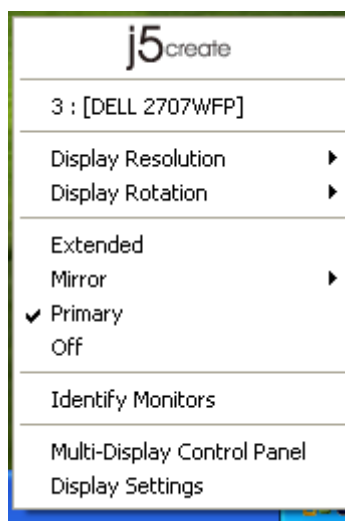 j5create
3 : [DELL 2707WFP]
Display Resolution
Display Rotation
Extended
Mirror
Primary
Off
Identify Monitors
Multi-Display Control Panel
Display Settings